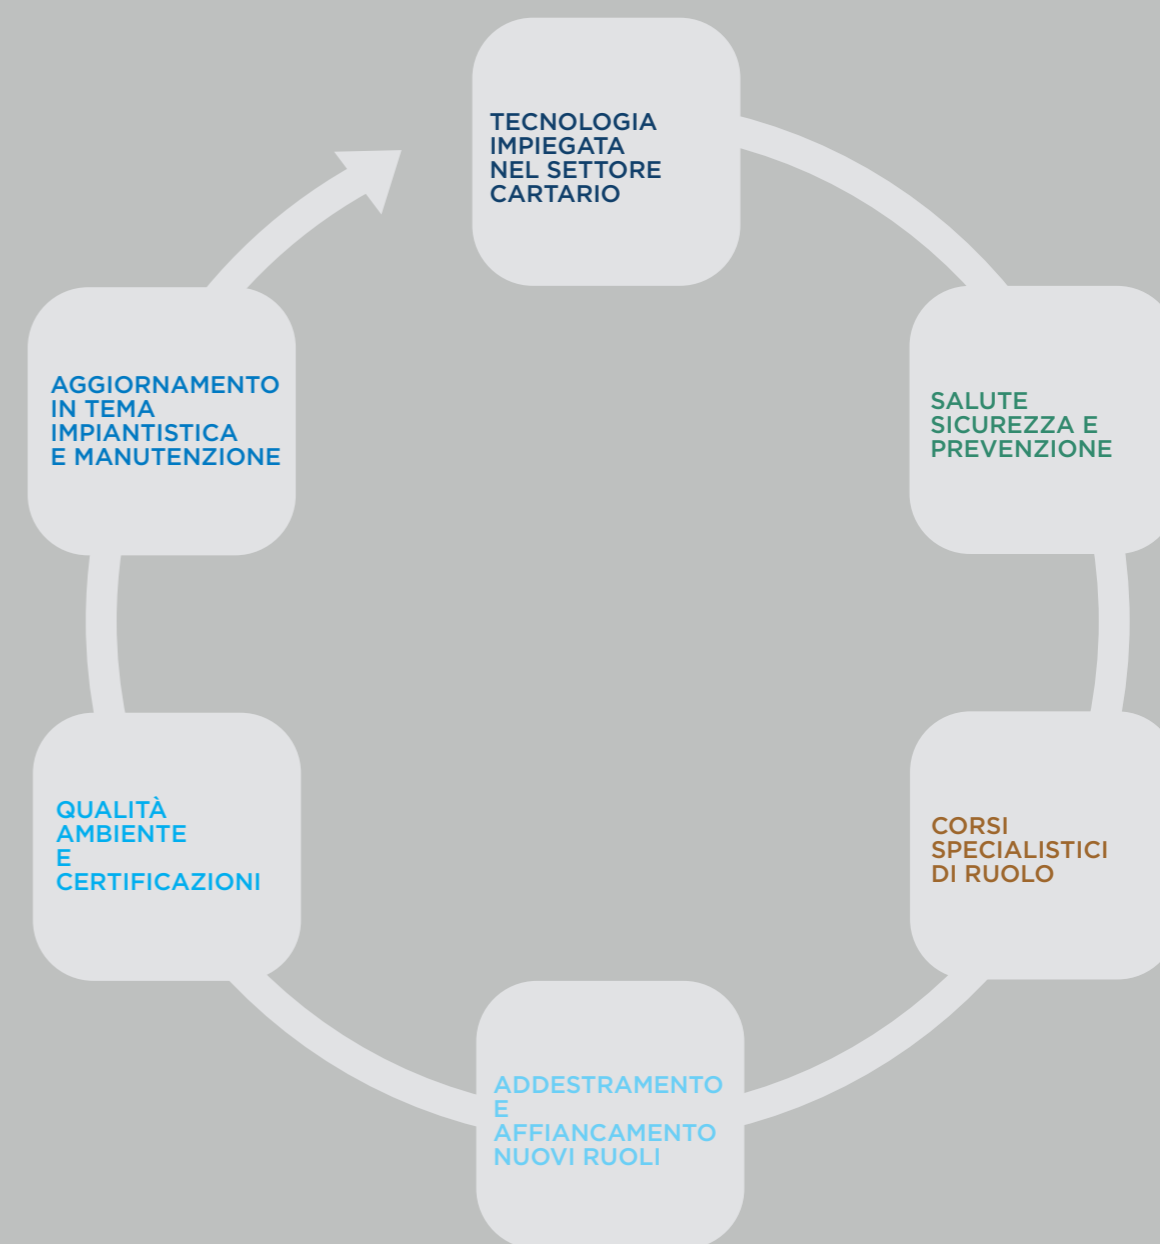 TECNOLOGIA
IMPIEGATA
NEL SETTORE
CARTARIO
SALUTE
SICUREZZA E
PREVENZIONE
CORSI
SPECIALISTICI
DI RUOLO
ADDESTRAMENTO
E
AFFIANCAMENTO
NUOVI RUOLI
QUALITÀ
AMBIENTE
E
CERTIFICAZIONI
AGGIORNAMENTO
IN TEMA
IMPIANTISTICA
E MANUTENZIONE